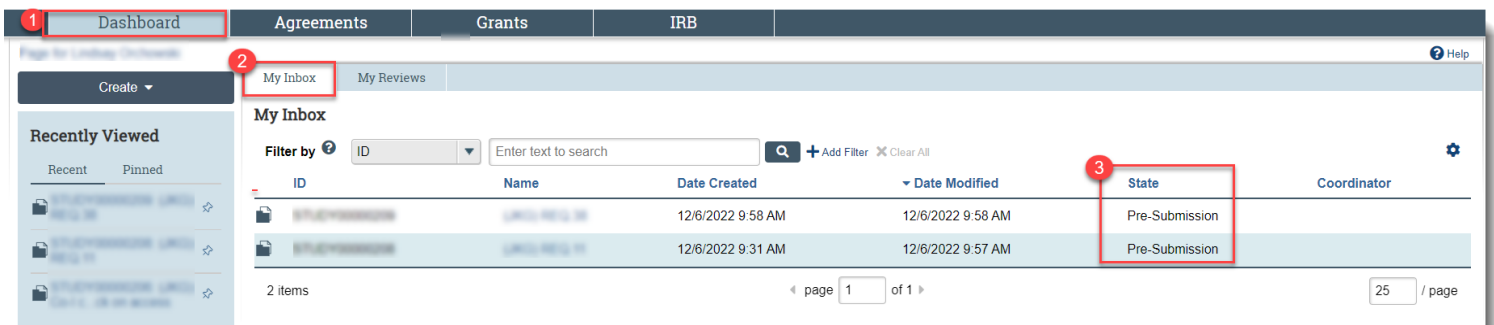 1 Dashboard Agreements Grants IRB
Help
2
My Inbox My Reviews
Create
My Inbox
Recently Viewed
Filter by ? ID Enter text to search + Add Filter X Clear All
Recent Pinned
3
ID Name Date Created Date Modified State Coordinator
12/6/2022 9:58 AM 12/6/2022 9:58 AM Pre-Submission
12/6/2022 9:31 AM 12/6/2022 9:57 AM Pre-Submission
2 items page 1 of 1 25 / page